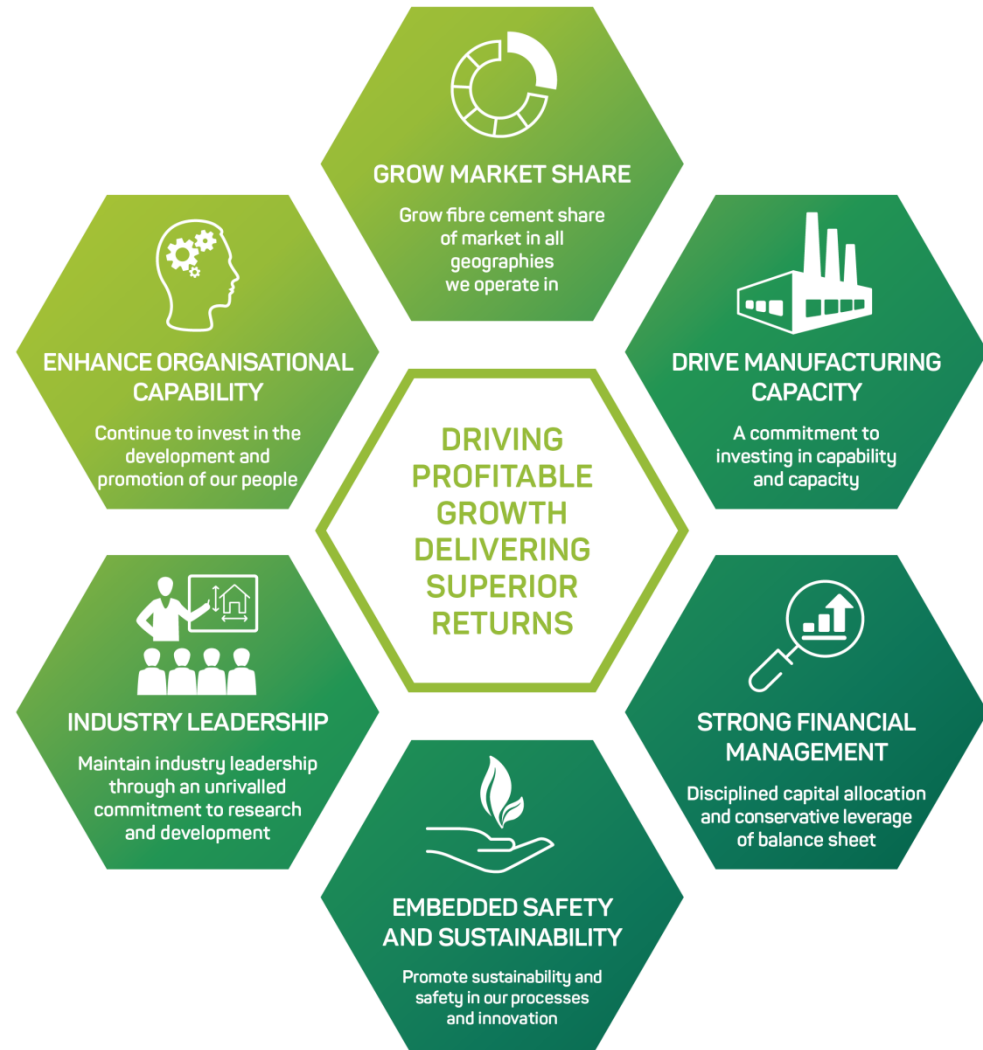 GROW MARKET SHARE
Grow fibre cement share
of market in all
geographies
we operate in
ENHANCE ORGANISATIONAL
CAPABILITY
Continue to invest in the
development and
promotion of our people
DRIVE MANUFACTURING
CAPACITY
A commitment to
investing in capability
and capacity
DRIVING
PROFITABLE
GROWTH
DELIVERING
SUPERIOR
RETURNS
INDUSTRY LEADERSHIP
Maintain industry leadership
through an unrivalled
commitment to research
and development
STRONG FINANCIAL
MANAGEMENT
Disciplined capital allocation
and conservative leverage
of balance sheet
EMBEDDED SAFETY
AND SUSTAINABILITY
Promote sustainability and
safety in our processes
and innovation